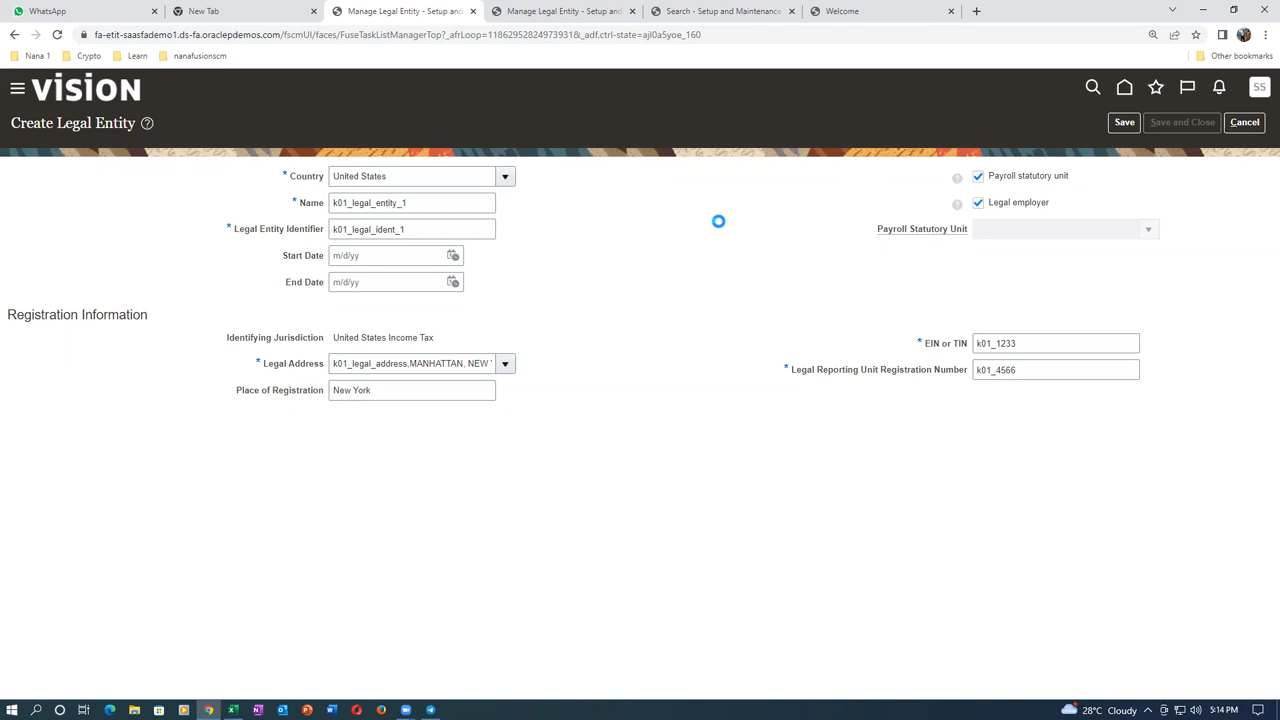 WhatsApp
New Tab
Manage Legal Entity - Setup and
Manage Legal Entity - Setup and
Search - Setup and Maintenance
Welcome
fa-etit-saasfademo1.ds-fa.oraclepdemos.com/fscmUI/faces/FuseTaskListManagerTop?_afrLoop=11862952824973931&_adf.ctrl-state=ajl0a5yoe_160
Nana 1
Crypto
Learn
nanafusionscm
Other bookmarks
VISION
SS
Create Legal Entity
Save
Save and Close
Cancel
* Country United States
* Name k01_legal_entity_1
* Legal Entity Identifier k01_legal_ident_1
Start Date m/d/yy
End Date m/d/yy
Payroll statutory unit
Legal employer
Payroll Statutory Unit
Registration Information
Identifying Jurisdiction United States Income Tax
* Legal Address k01_legal_address,MANHATTAN, NEW
Place of Registration New York
* EIN or TIN k01_1233
* Legal Reporting Unit Registration Number k01_4566
28°C Cloudy
5:14 PM